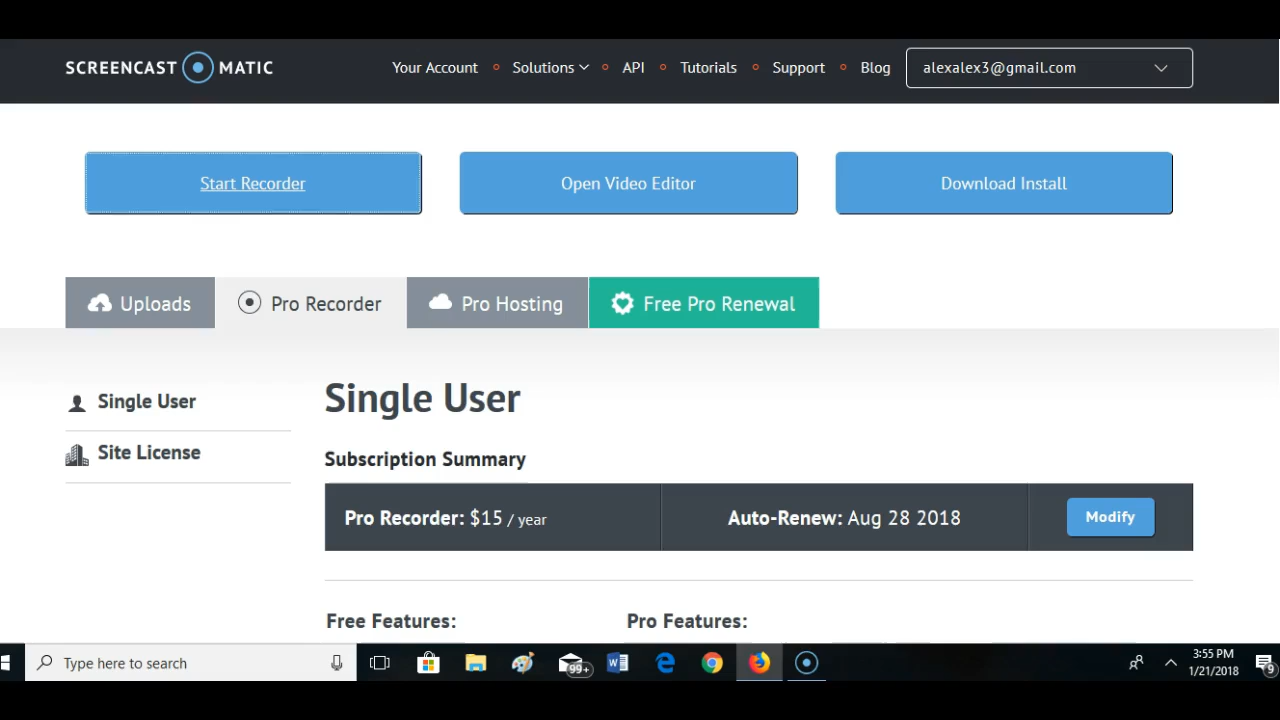 SCREENCAST MATIC
Your Account Solutions API Tutorials Support Blog alexalex3@gmail.com
Start Recorder Open Video Editor Download Install
Uploads Pro Recorder Pro Hosting Free Pro Renewal
Single User
Site License
Single User
Subscription Summary
Pro Recorder: $15 / year Auto-Renew: Aug 28 2018 Modify
Free Features: Pro Features:
Type here to search 99+ 3:55 PM
1/21/2018 9